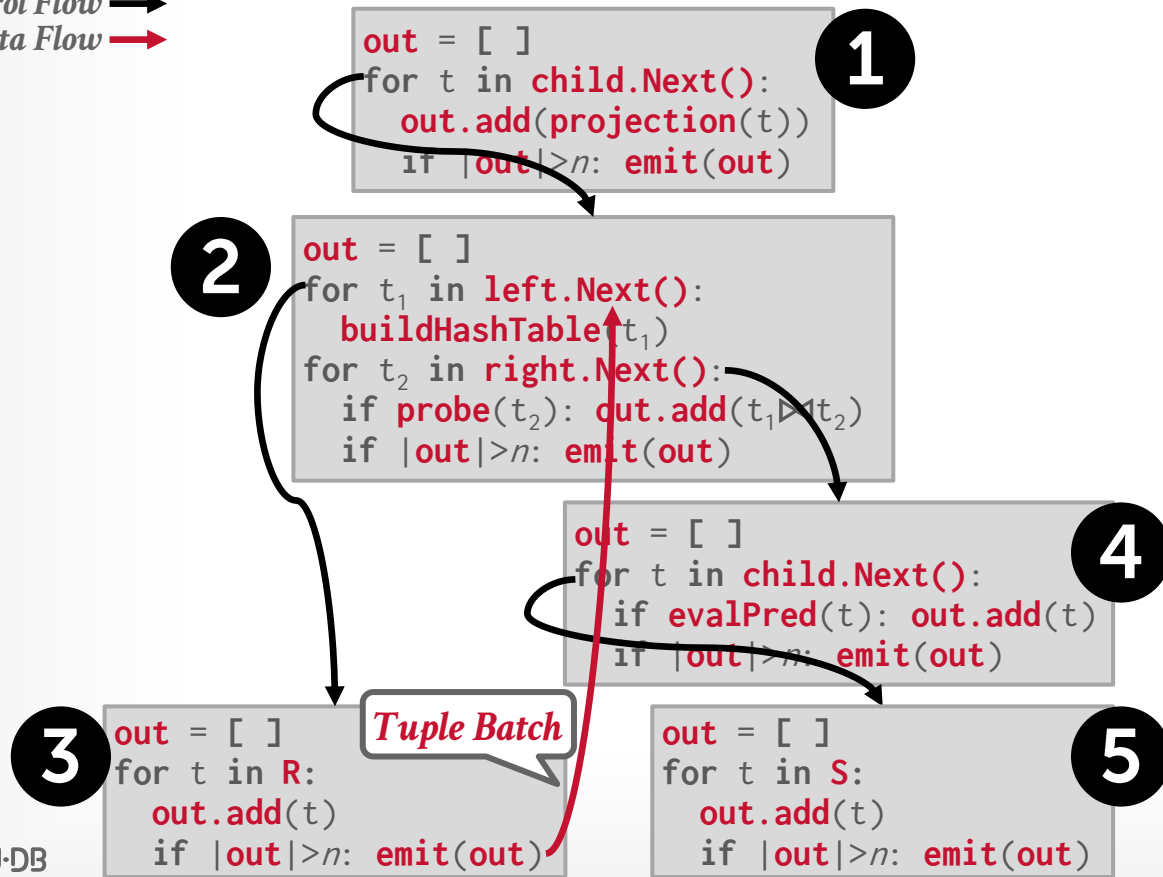 rol Flow
ta Flow
1
out = [ ]
for t in child.Next():
out.add(projection(t))
if |out|>n: emit(out)
2
out = [ ]
for t₁ in left.Next():
buildHashTable(t₁)
for t₂ in right.Next():
if probe(t₂): out.add(t₁⨝t₂)
if |out|>n: emit(out)
4
out = [ ]
for t in child.Next():
if evalPred(t): out.add(t)
if |out|>n: emit(out)
3
out = [ ]
for t in R:
out.add(t)
if |out|>n: emit(out)
Tuple Batch
5
out = [ ]
for t in S:
out.add(t)
if |out|>n: emit(out)
·DB